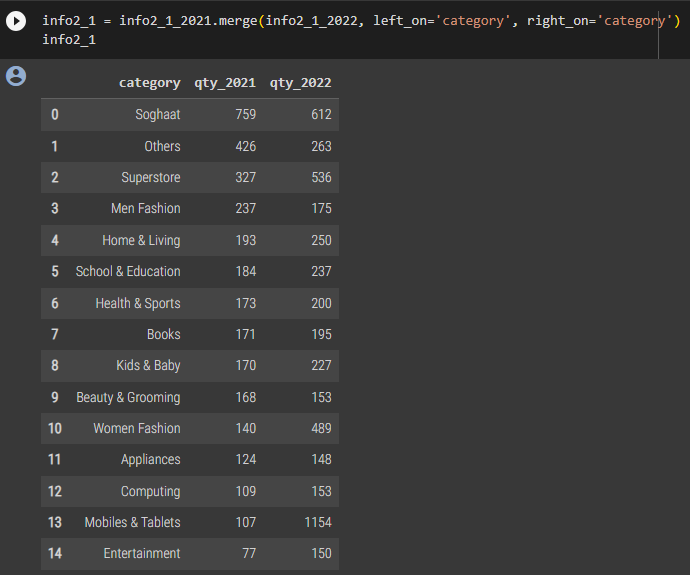 info2_1 = info2_1_2021.merge(info2_1_2022, left_on='category', right_on='category')
info2_1
category qty_2021 qty_2022
0 Soghaat 759 612
1 Others 426 263
2 Superstore 327 536
3 Men Fashion 237 175
4 Home & Living 193 250
5 School & Education 184 237
6 Health & Sports 173 200
7 Books 171 195
8 Kids & Baby 170 227
9 Beauty & Grooming 168 153
10 Women Fashion 140 489
11 Appliances 124 148
12 Computing 109 153
13 Mobiles & Tablets 107 1154
14 Entertainment 77 150